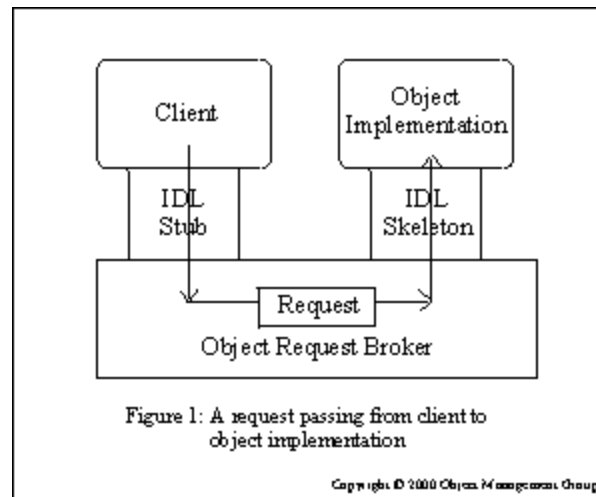 Client
Object
Implementation
IDL
Stub
IDL
Skeleton
Request
Object Request Broker
Figure 1: A request passing from client to
object implementation
Copyright © 2000 Object Management Group